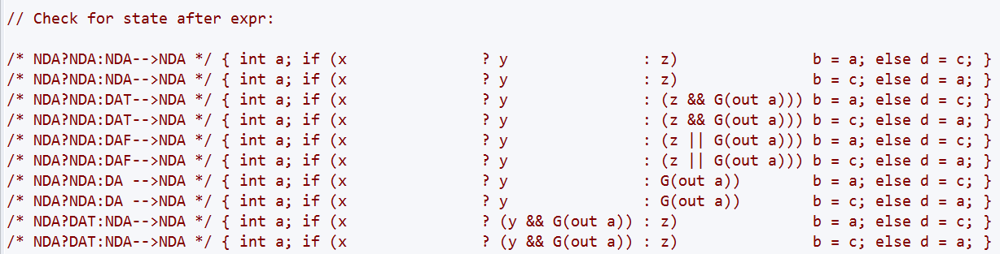 // Check for state after expr:
/* NDA?NDA:NDA-->NDA */ { int a; if (x               ? y               : z)               b = a; else d = c; }
/* NDA?NDA:NDA-->NDA */ { int a; if (x               ? y               : z)               b = c; else d = a; }
/* NDA?NDA:DAT-->NDA */ { int a; if (x               ? y               : (z && G(out a))) b = a; else d = c; }
/* NDA?NDA:DAT-->NDA */ { int a; if (x               ? y               : (z && G(out a))) b = c; else d = a; }
/* NDA?NDA:DAF-->NDA */ { int a; if (x               ? y               : (z || G(out a))) b = a; else d = c; }
/* NDA?NDA:DAF-->NDA */ { int a; if (x               ? y               : (z || G(out a))) b = c; else d = a; }
/* NDA?NDA:DA -->NDA */ { int a; if (x               ? y               : G(out a))        b = a; else d = c; }
/* NDA?NDA:DA -->NDA */ { int a; if (x               ? y               : G(out a))        b = c; else d = a; }
/* NDA?DAT:NDA-->NDA */ { int a; if (x               ? (y && G(out a)) : z)               b = a; else d = c; }
/* NDA?DAT:NDA-->NDA */ { int a; if (x               ? (y && G(out a)) : z)               b = c; else d = a; }